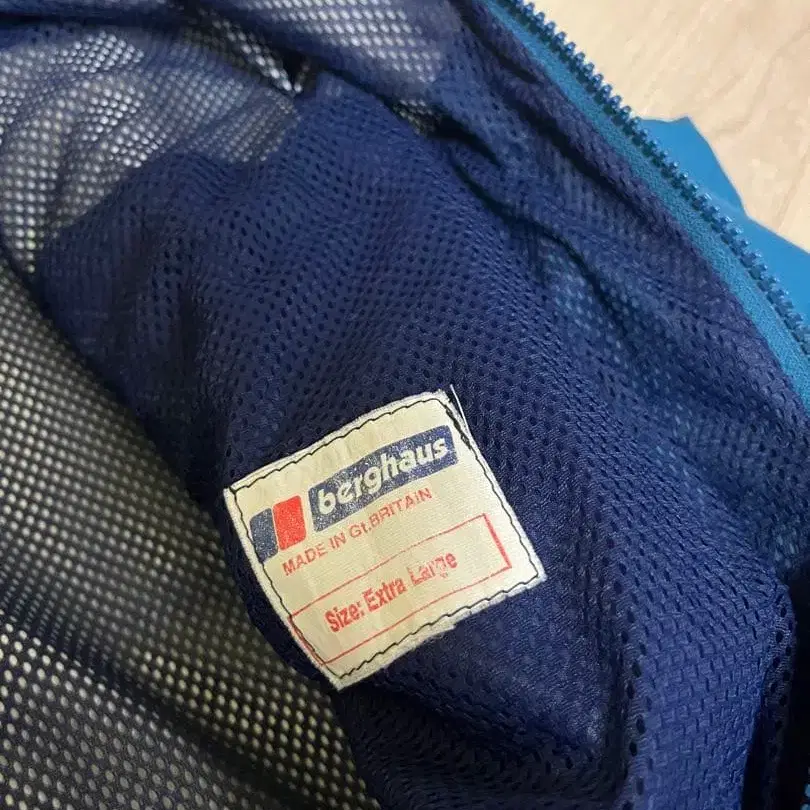 berghaus
MADE IN Gt.BRITAIN
Size: Extra Large